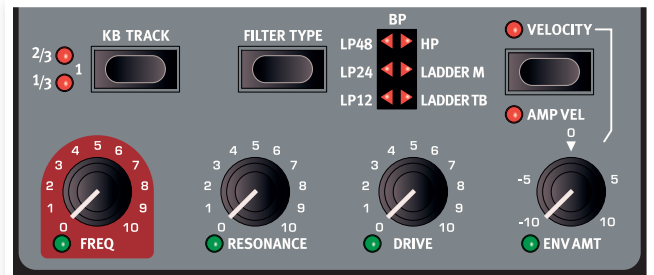 KB TRACK
2/3
1/3
1
FILTER TYPE
BP
LP48 HP
LP24 LADDER M
LP12 LADDER TB
VELOCITY
AMP VEL
0 1 2 3 4 5 6 7 8 9 10
FREQ
0 1 2 3 4 5 6 7 8 9 10
RESONANCE
0 1 2 3 4 5 6 7 8 9 10
DRIVE
-10 -5 0 5 10
ENV AMT